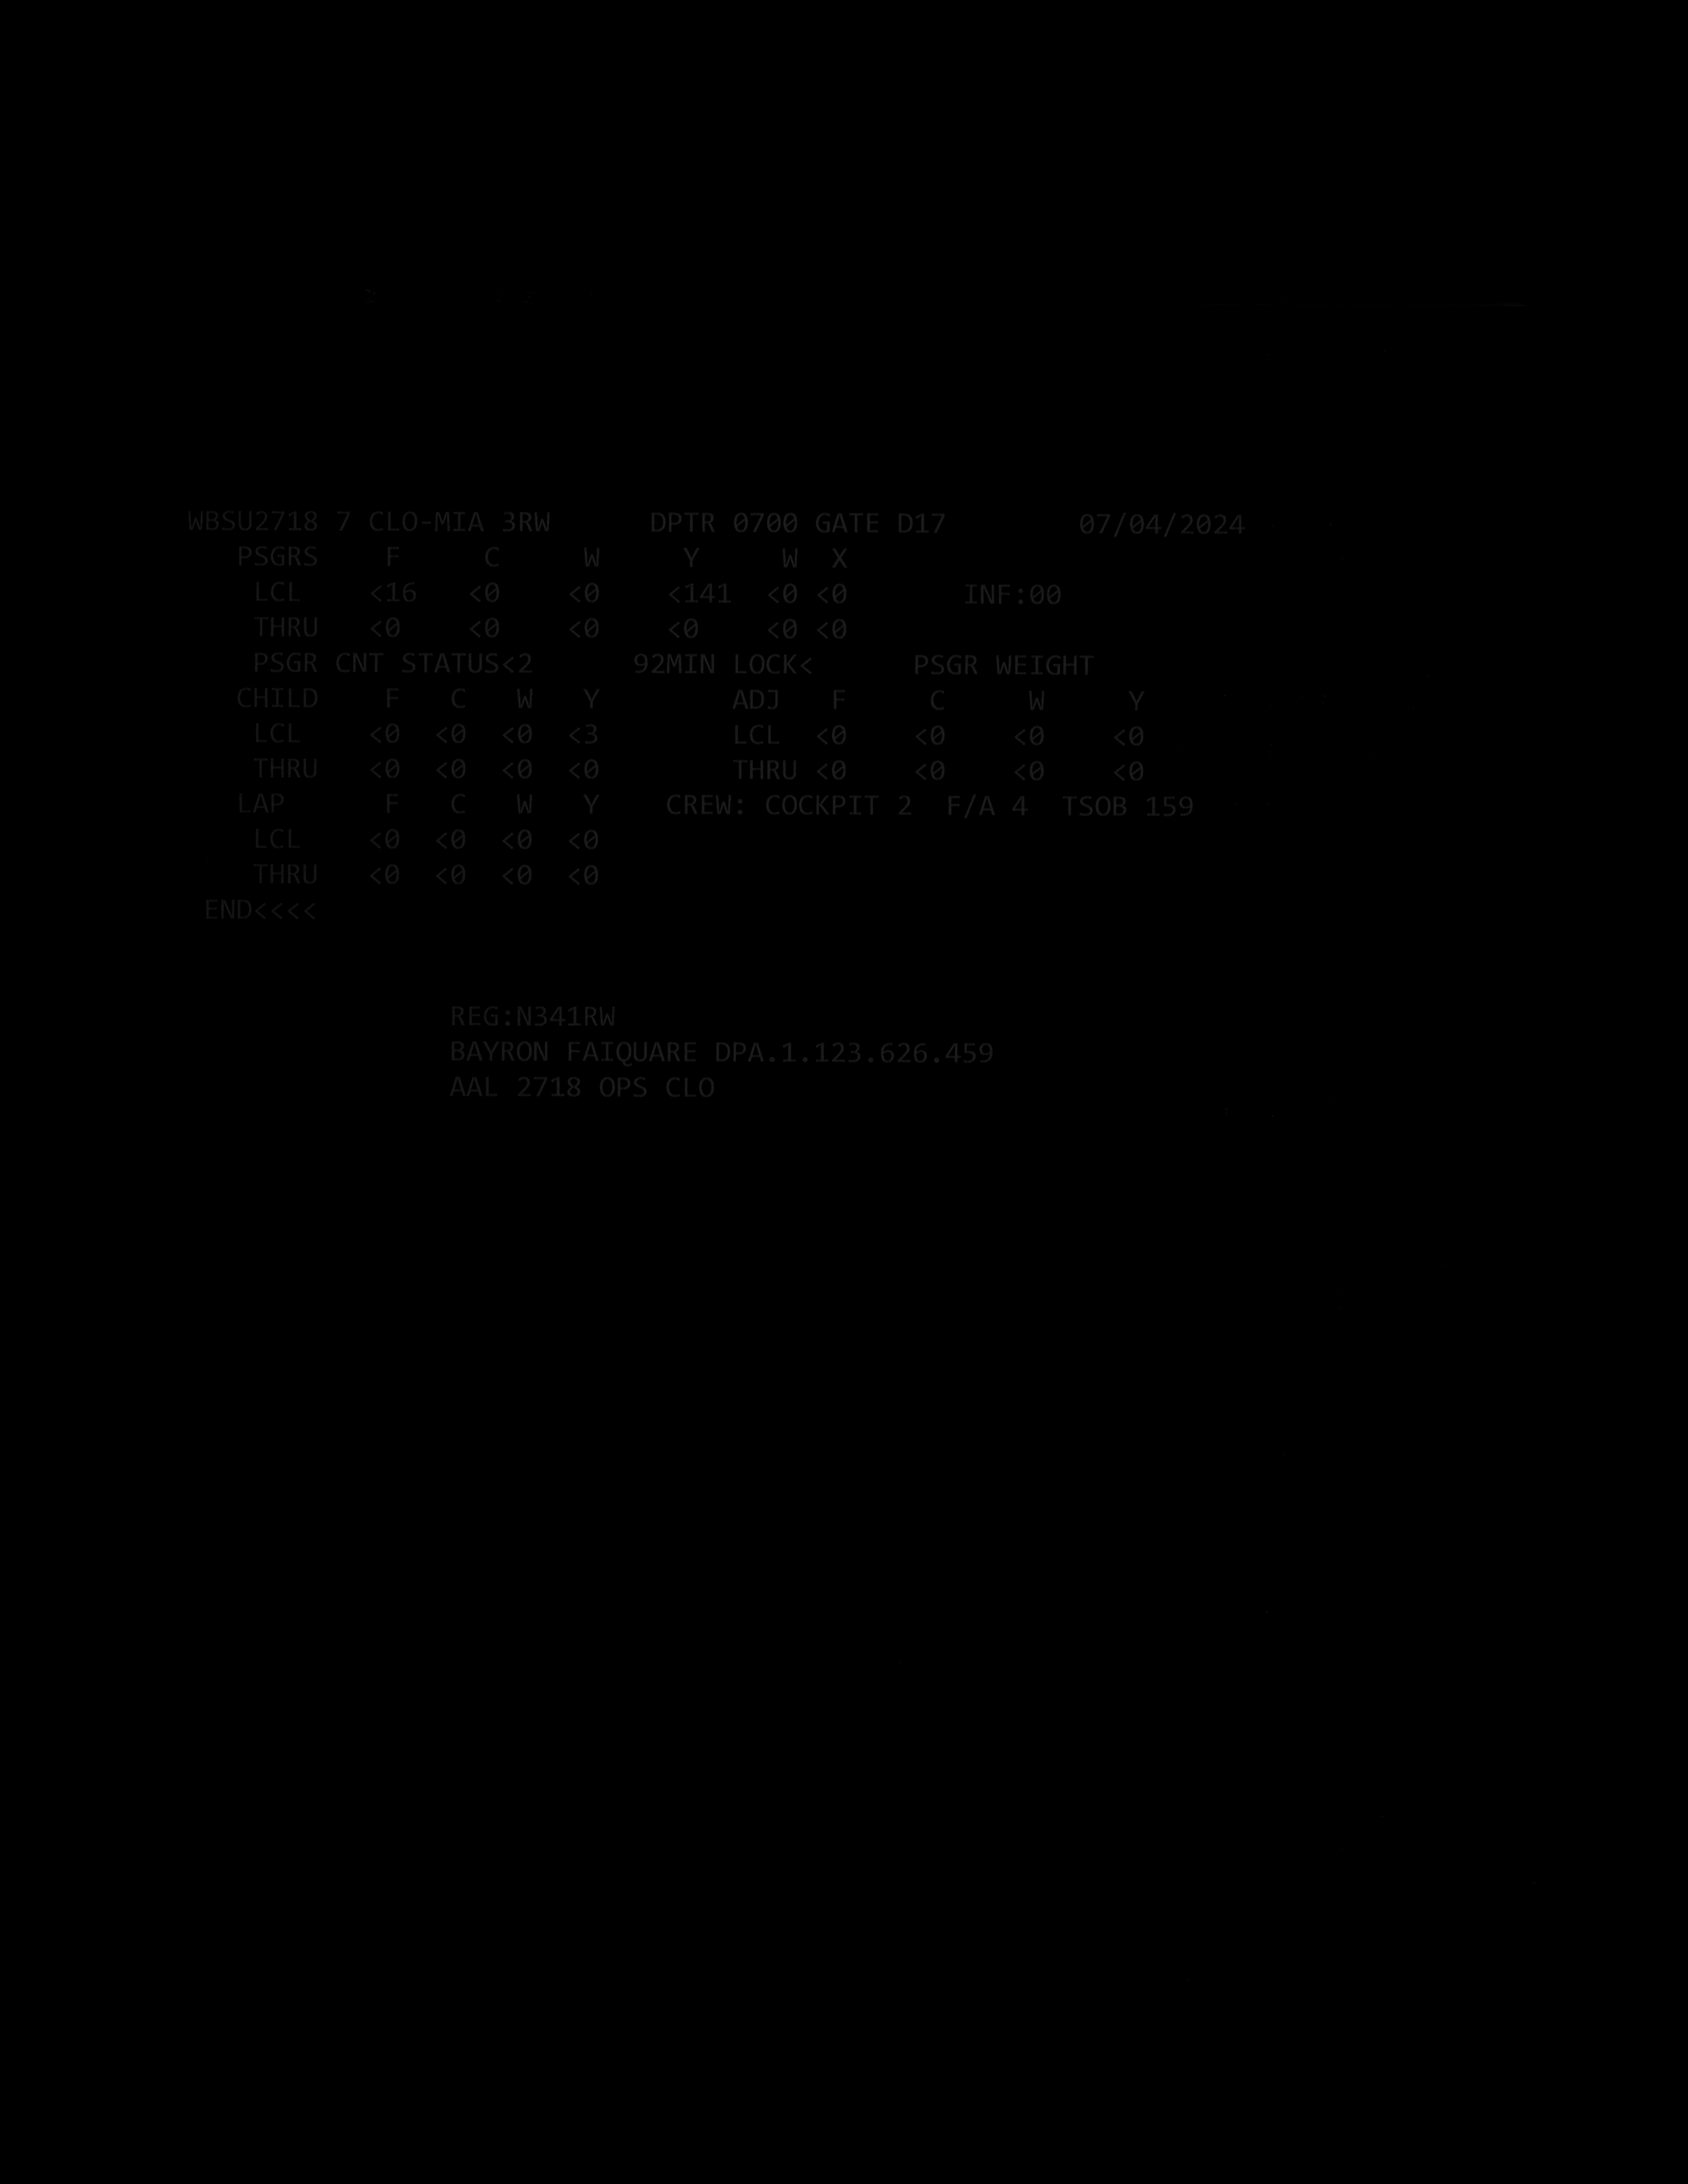 WBSU2718 7 CLO-MIA 3RW      DPTR 0700 GATE D17        07/04/2024
PSGRS    F     C     W     Y     W  X
LCL    <16   <0    <0    <141  <0 <0       INF:00
THRU   <0    <0    <0    <0    <0 <0
PSGR CNT STATUS<2      92MIN LOCK<      PSGR WEIGHT
CHILD    F   C   W   Y        ADJ   F     C     W     Y
LCL    <0  <0  <0  <3        LCL  <0    <0    <0    <0
THRU   <0  <0  <0  <0        THRU <0    <0    <0    <0
LAP      F   C   W   Y    CREW: COCKPIT 2  F/A 4  TSOB 159
LCL    <0  <0  <0  <0
THRU   <0  <0  <0  <0
END<<<<
REG:N341RW
BAYRON FAIQUARE DPA.1.123.626.459
AAL 2718 OPS CLO